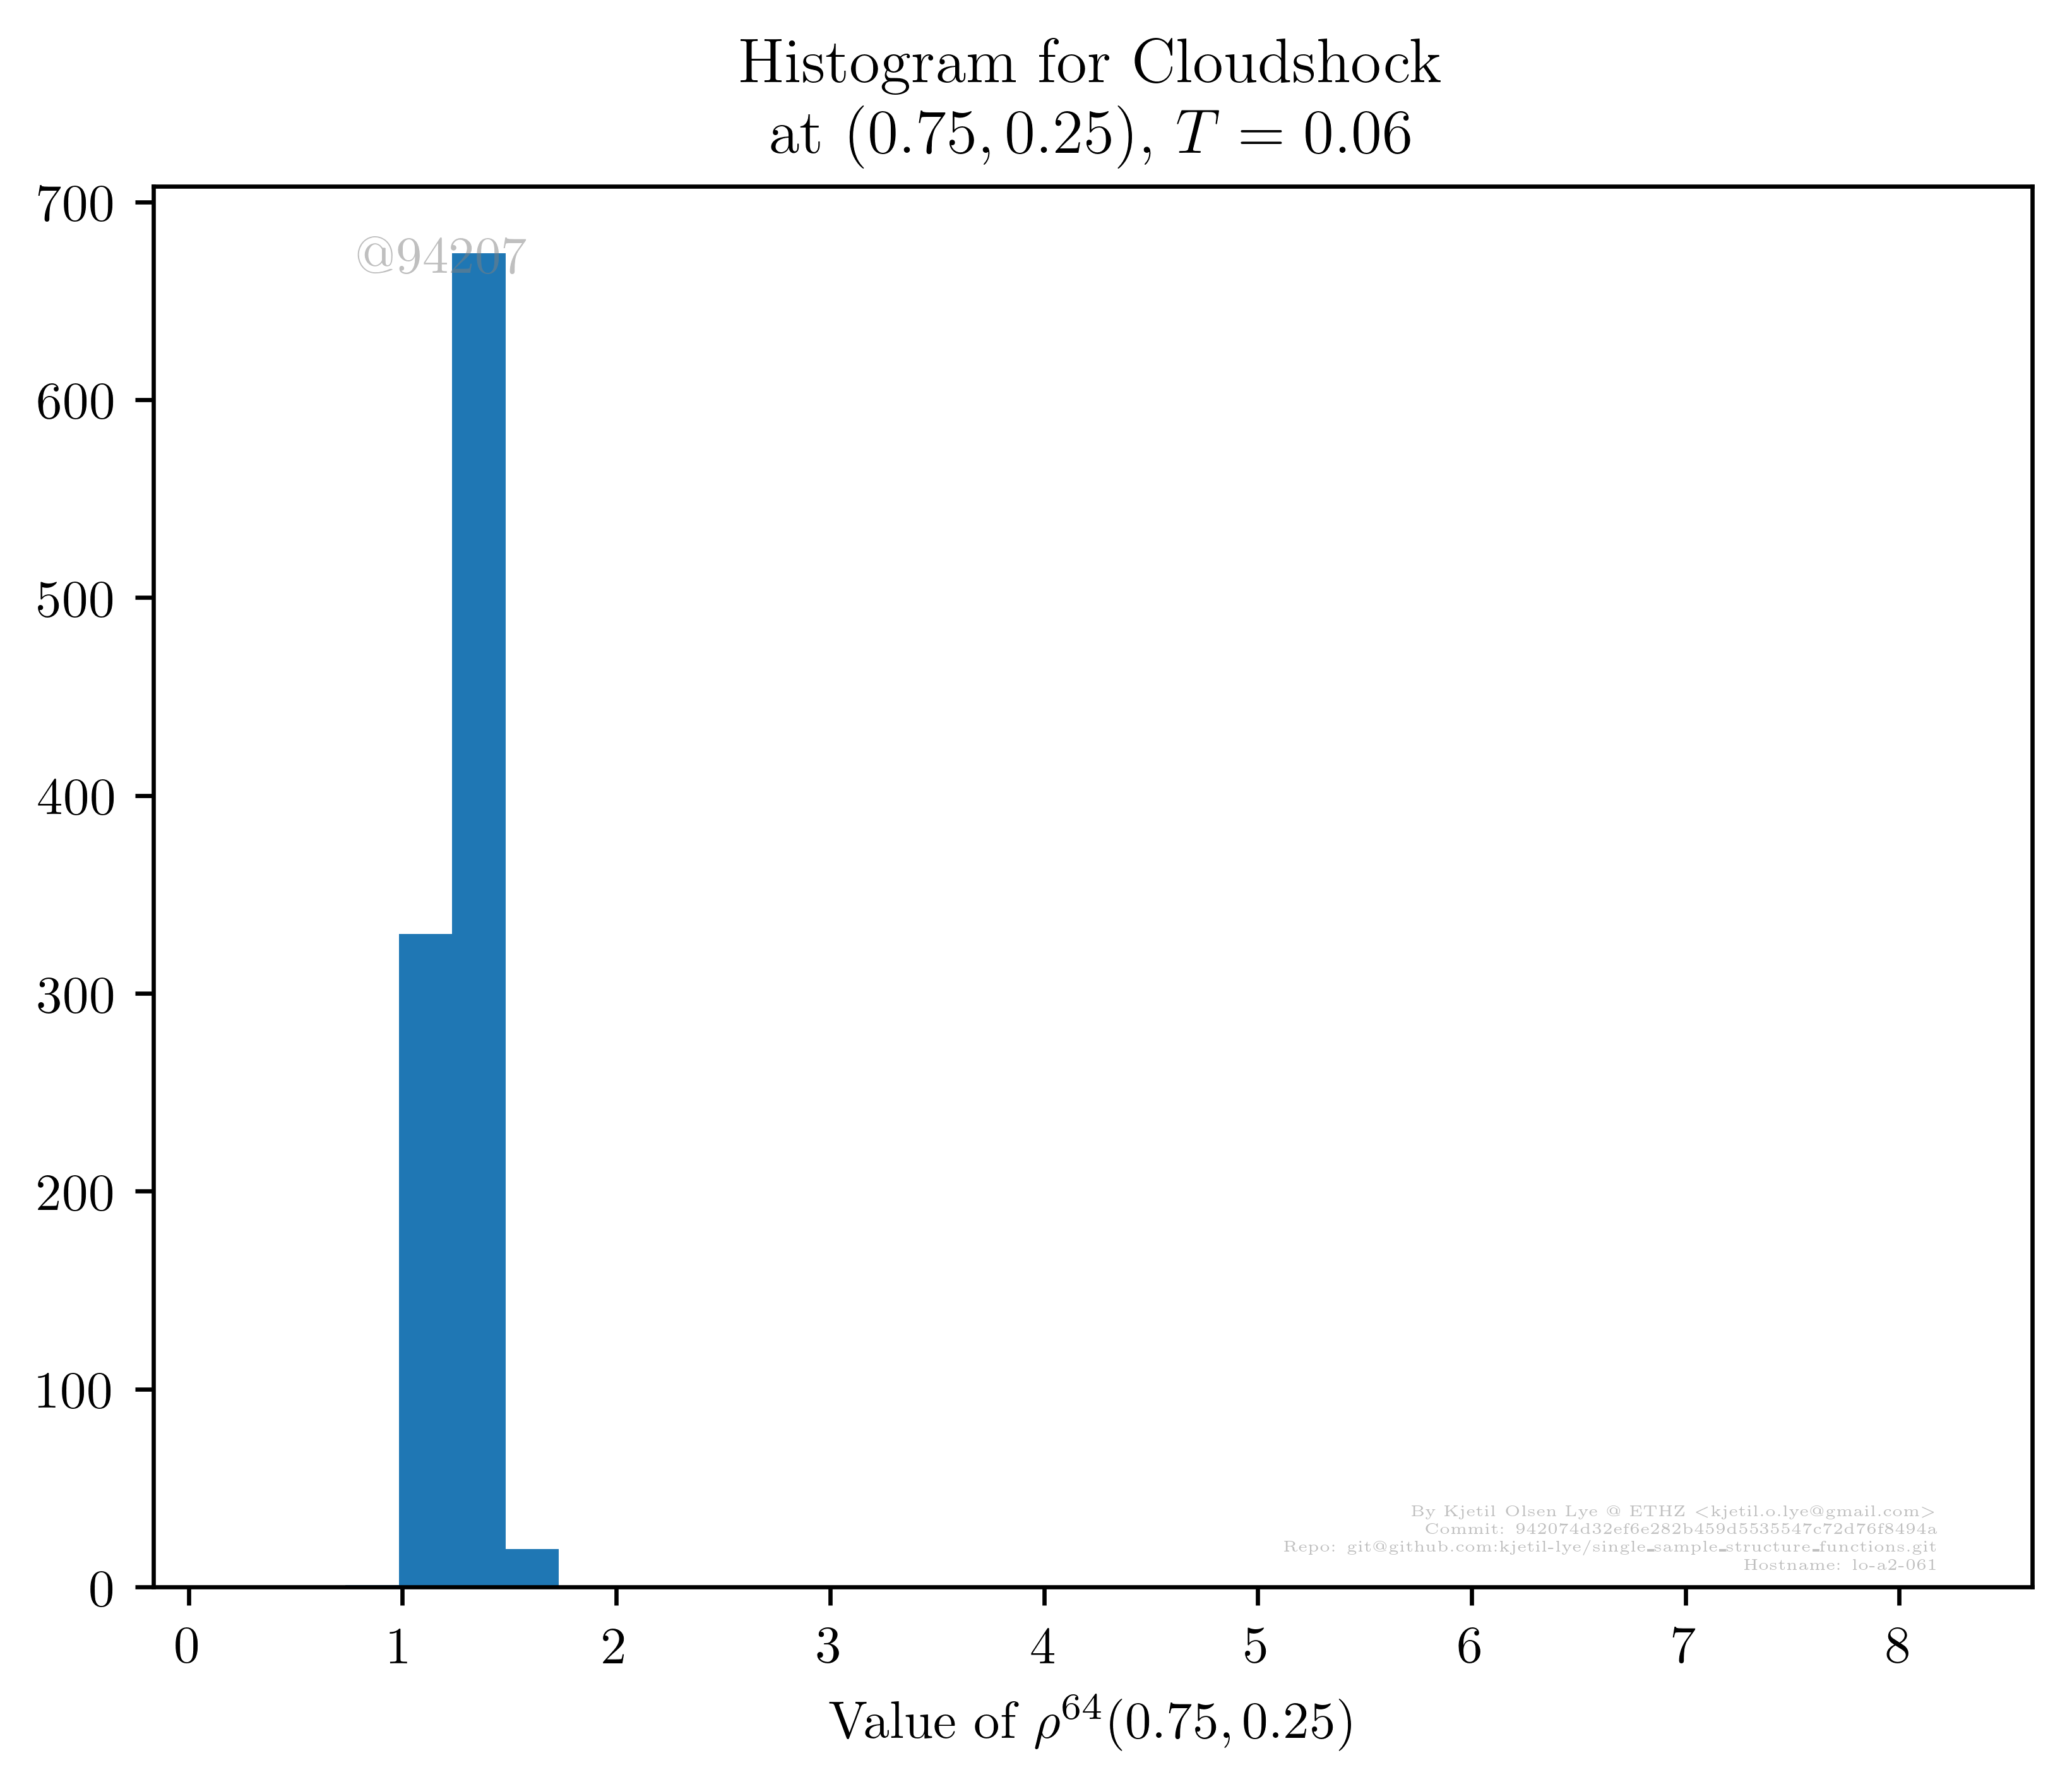 Histogram for Cloudshock
at (0.75, 0.25), T = 0.06
700
@94207
600
500
400
300
200
100
0
By Kjetil Olsen Lye @ ETHZ <kjetil.o.lye@gmail.com>
Commit: 942074d32ef6e282b459d5535547c72d76f8494a
Repo: git@github.com:kjetil-lye/single_sample_structure_functions.git
Hostname: lo-a2-061
0 1 2 3 4 5 6 7 8
Value of ρ⁶⁴(0.75, 0.25)